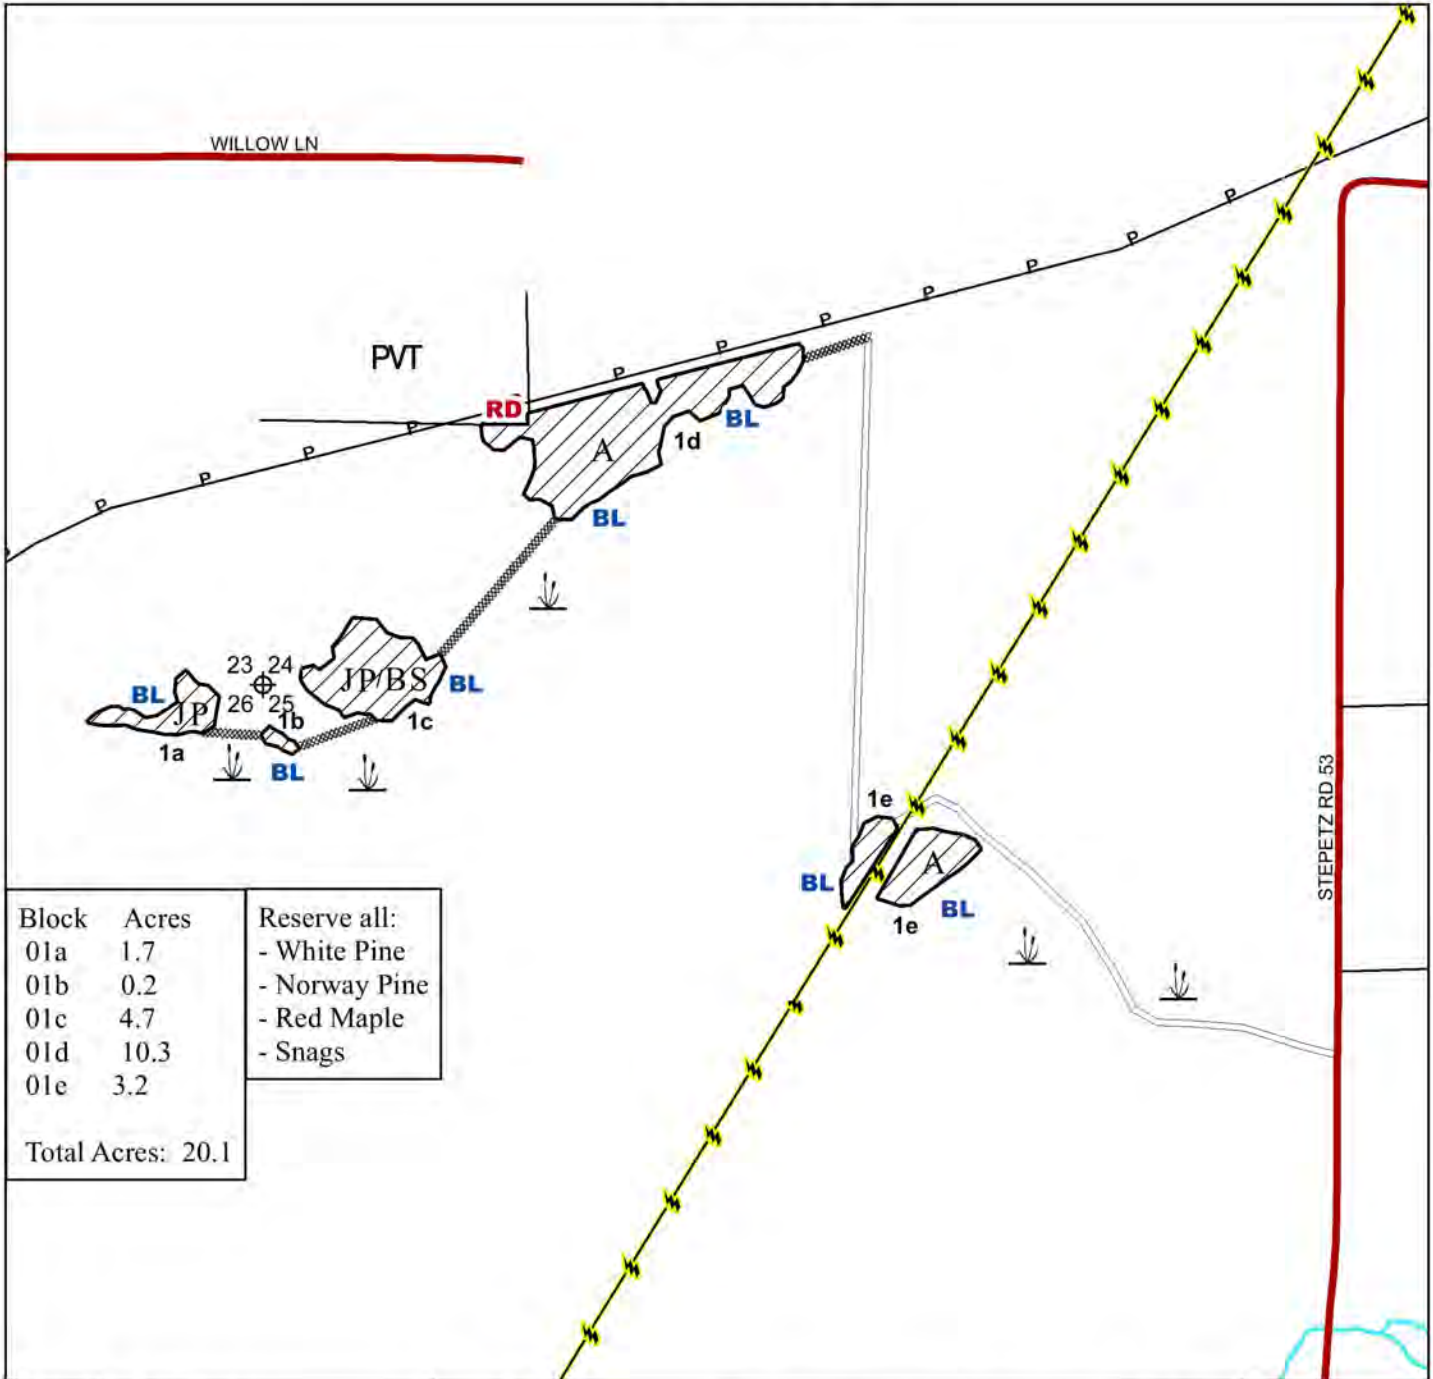 WILLOW LN
P
P
P
P
P
P
PVT
P
P
RD
P
BL
P
1d
A
P
P
BL
P
23 24
JP/BS
BL
BL
26 25
JP
1b
1c
1a
BL
STEPETZ RD 53
1e
A
BL
BL
1e
Block Acres
01a 1.7
01b 0.2
01c 4.7
01d 10.3
01e 3.2
Total Acres: 20.1
Reserve all:
- White Pine
- Norway Pine
- Red Maple
- Snags